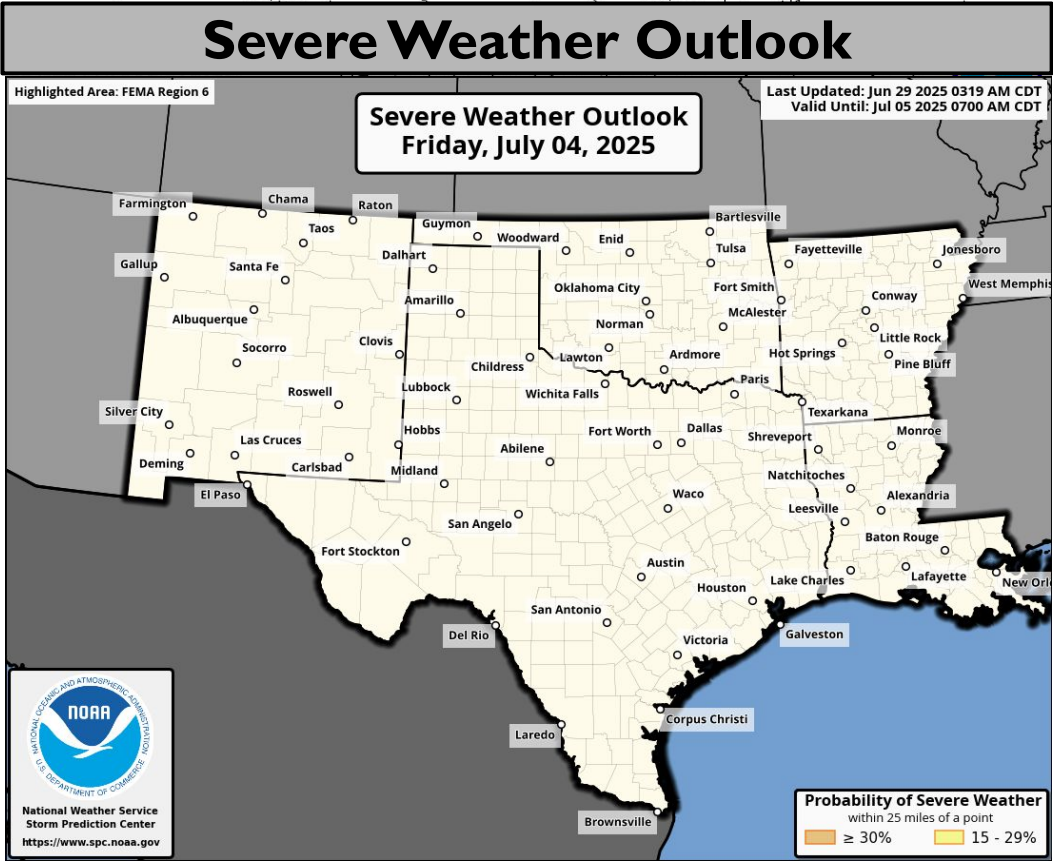 Severe Weather Outlook
Highlighted Area: FEMA Region 6
Last Updated: Jun 29 2025 0319 AM CDT
Valid Until: Jul 05 2025 0700 AM CDT
Severe Weather Outlook
Friday, July 04, 2025
Farmington
Chama
Raton
Taos
Guymon
Woodward
Enid
Bartlesville
Tulsa
Fayetteville
Jonesboro
Gallup
Santa Fe
Dalhart
Amarillo
Oklahoma City
Fort Smith
Conway
West Memphis
Albuquerque
Norman
McAlester
Little Rock
Socorro
Clovis
Childress
Lawton
Ardmore
Hot Springs
Pine Bluff
Roswell
Lubbock
Wichita Falls
Paris
Texarkana
Silver City
Las Cruces
Hobbs
Abilene
Fort Worth
Dallas
Shreveport
Monroe
Deming
Carlsbad
Midland
Natchitoches
El Paso
Waco
Leesville
Alexandria
San Angelo
Baton Rouge
Fort Stockton
Austin
Houston
Lake Charles
Lafayette
New Orl
San Antonio
Del Rio
Victoria
Galveston
Laredo
Corpus Christi
Brownsville
NATIONAL OCEANIC AND ATMOSPHERIC ADMINISTRATION
NOAA
U.S. DEPARTMENT OF COMMERCE
National Weather Service
Storm Prediction Center
https://www.spc.noaa.gov
Probability of Severe Weather
within 25 miles of a point
≥ 30%
15 - 29%